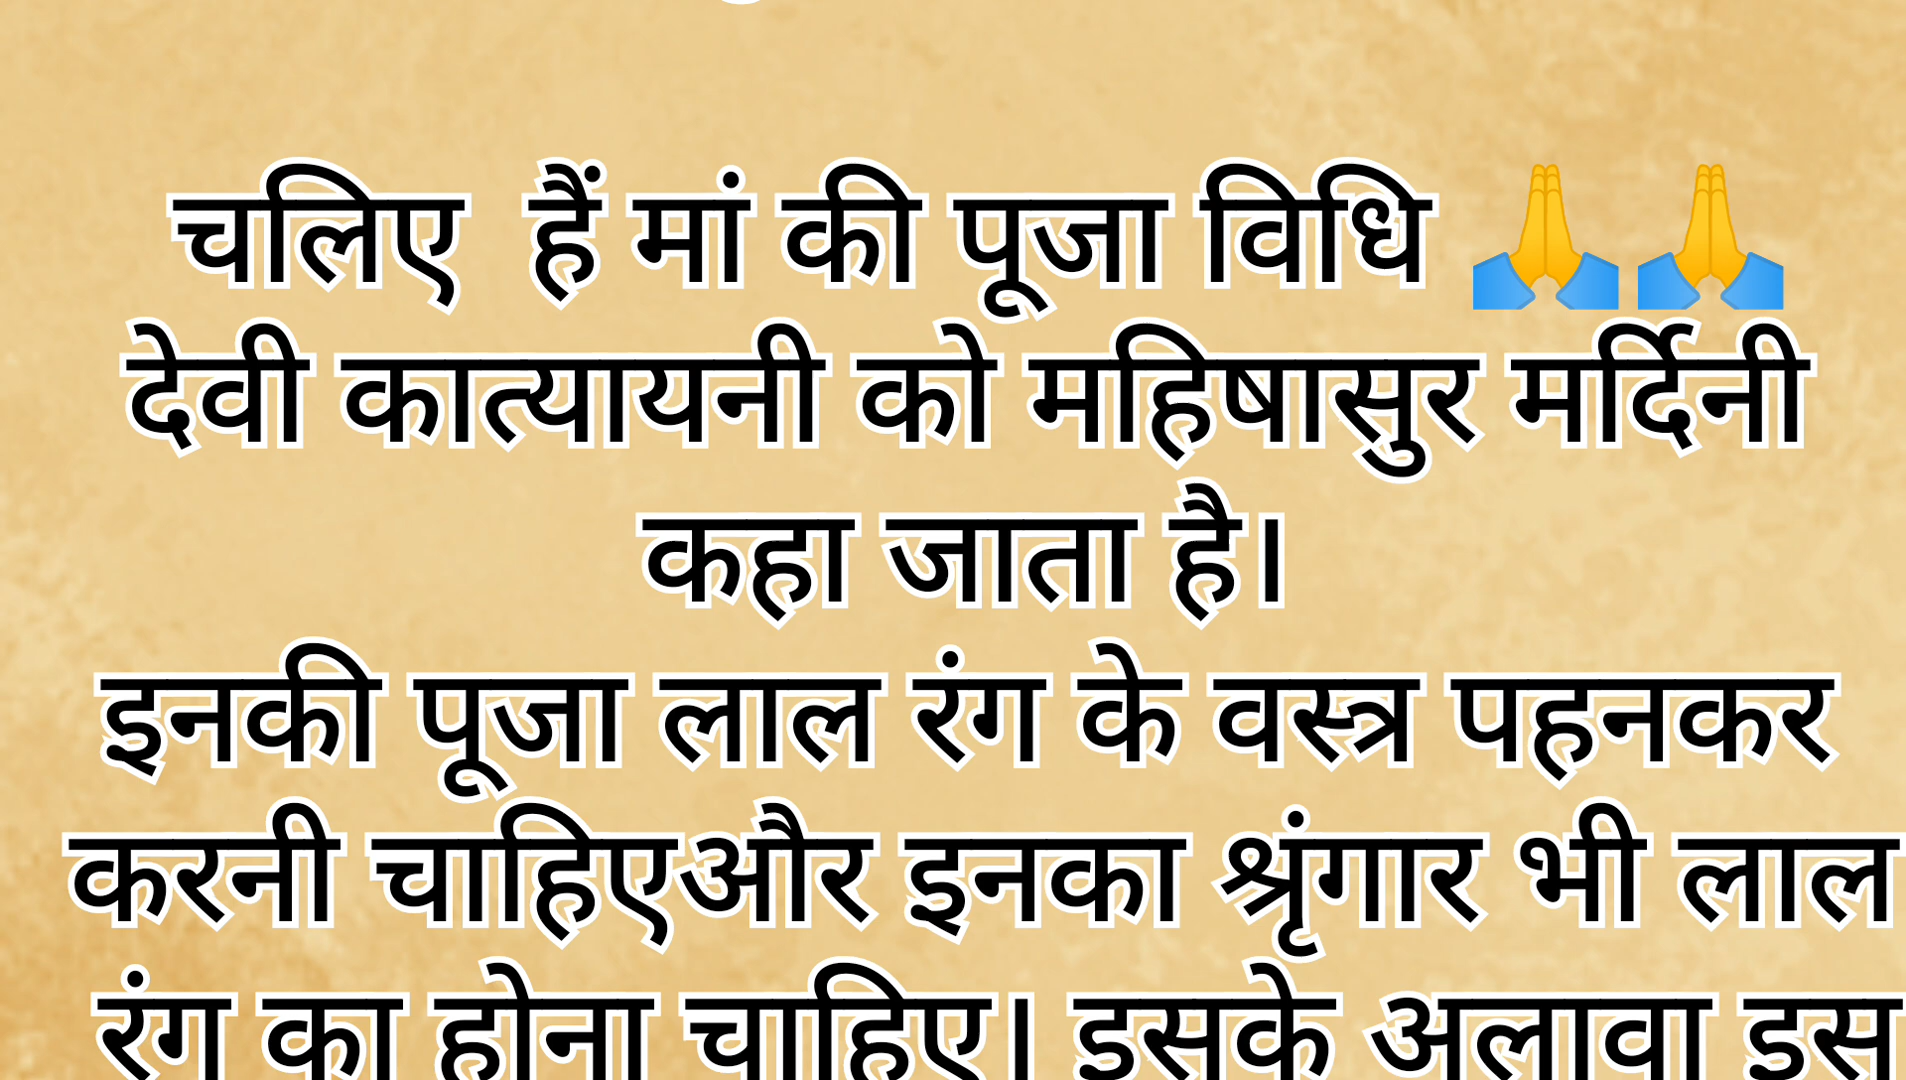 चलिए  हैं मां की पूजा विधि 🙏🙏
देवी कात्यायनी को महिषासुर मर्दिनी
कहा जाता है।
इनकी पूजा लाल रंग के वस्त्र पहनकर
करनी चाहिएऔर इनका श्रृंगार भी लाल
रंग का होना चाहिए। इसके अलावा इस